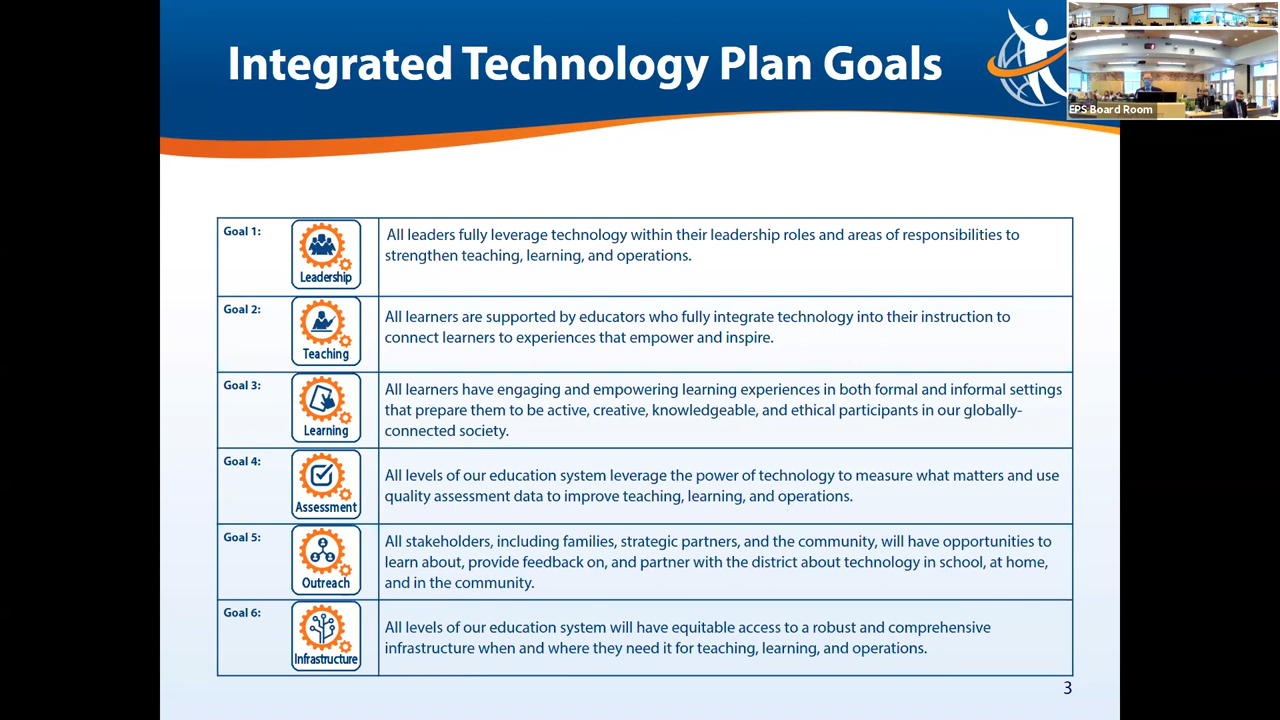 Integrated Technology Plan Goals
EPS Board Room
Goal 1:
Leadership
All leaders fully leverage technology within their leadership roles and areas of responsibilities to
strengthen teaching, learning, and operations.
Goal 2:
Teaching
All learners are supported by educators who fully integrate technology into their instruction to
connect learners to experiences that empower and inspire.
Goal 3:
Learning
All learners have engaging and empowering learning experiences in both formal and informal settings
that prepare them to be active, creative, knowledgeable, and ethical participants in our globally-
connected society.
Goal 4:
Assessment
All levels of our education system leverage the power of technology to measure what matters and use
quality assessment data to improve teaching, learning, and operations.
Goal 5:
Outreach
All stakeholders, including families, strategic partners, and the community, will have opportunities to
learn about, provide feedback on, and partner with the district about technology in school, at home,
and in the community.
Goal 6:
Infrastructure
All levels of our education system will have equitable access to a robust and comprehensive
infrastructure when and where they need it for teaching, learning, and operations.
3